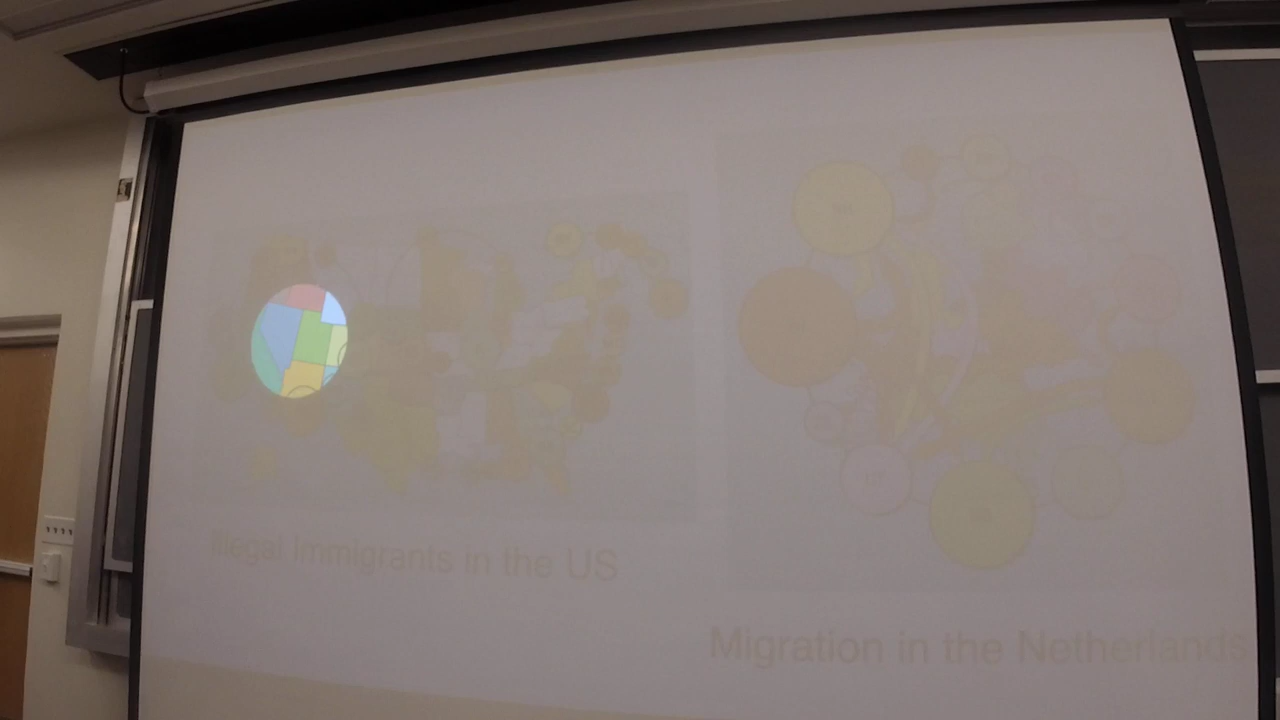 Illegal Immigrants in the US
Migration in the Netherlands